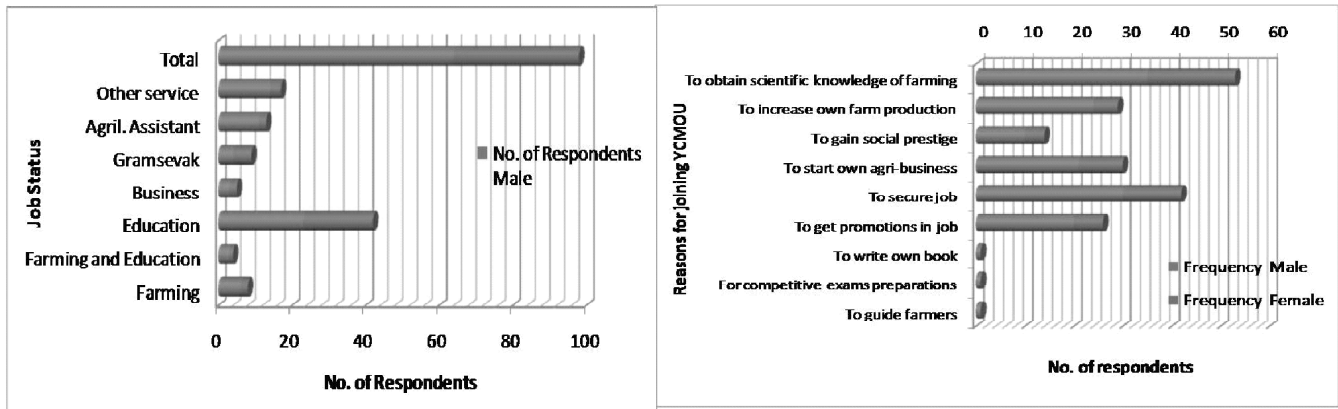 Job Status
Total
Other service
Agril. Assistant
Gramsevak
Business
Education
Farming and Education
Farming
0 20 40 60 80 100
No. of Respondents
No. of Respondents
Male
0 10 20 30 40 50 60
Reasons for joining YCMOU
To obtain scientific knowledge of farming
To increase own farm production
To gain social prestige
To start own agri-business
To secure job
To get promotions in job
To write own book
For competitive exams preparations
To guide farmers
Frequency Male
Frequency Female
No. of respondents